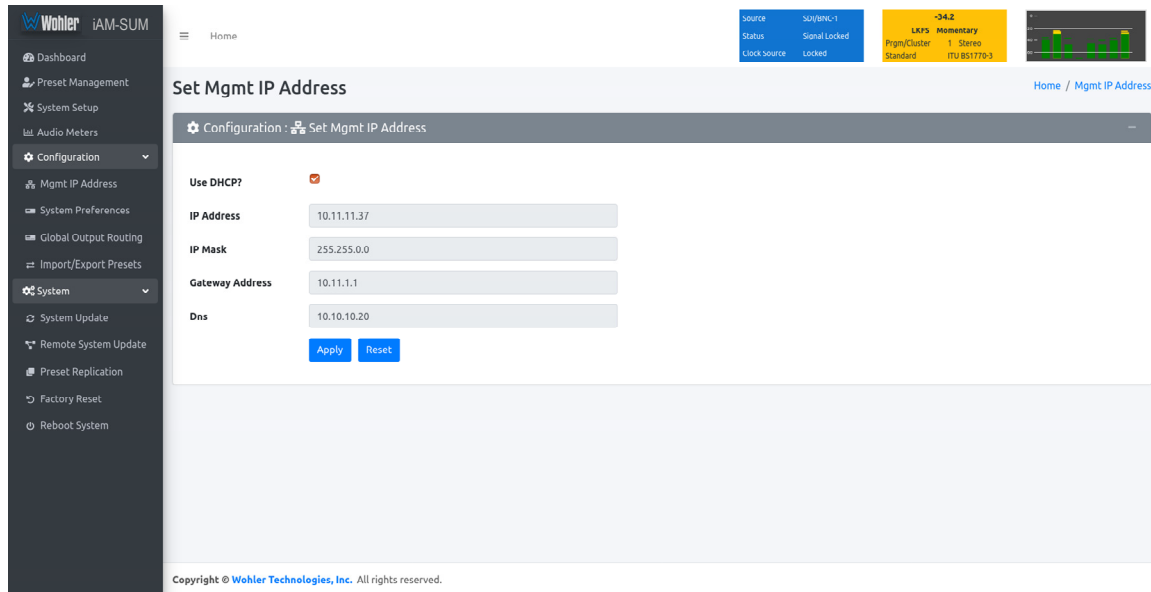 Wohler iAM-SUM
Dashboard
Preset Management
System Setup
Audio Meters
Configuration
Mgmt IP Address
System Preferences
Global Output Routing
Import/Export Presets
System
System Update
Remote System Update
Preset Replication
Factory Reset
Reboot System
Home
Source SDI/BNC-1
Status Signal Locked
Clock Source Locked
-34.2
LKFS Momentary
Prgm/Cluster 1 Stereo
Standard ITU BS1770-3
Set Mgmt IP Address
Home / Mgmt IP Address
Configuration : Set Mgmt IP Address
Use DHCP?
IP Address 10.11.11.37
IP Mask 255.255.0.0
Gateway Address 10.11.1.1
Dns 10.10.10.20
Apply Reset
Copyright © Wohler Technologies, Inc. All rights reserved.